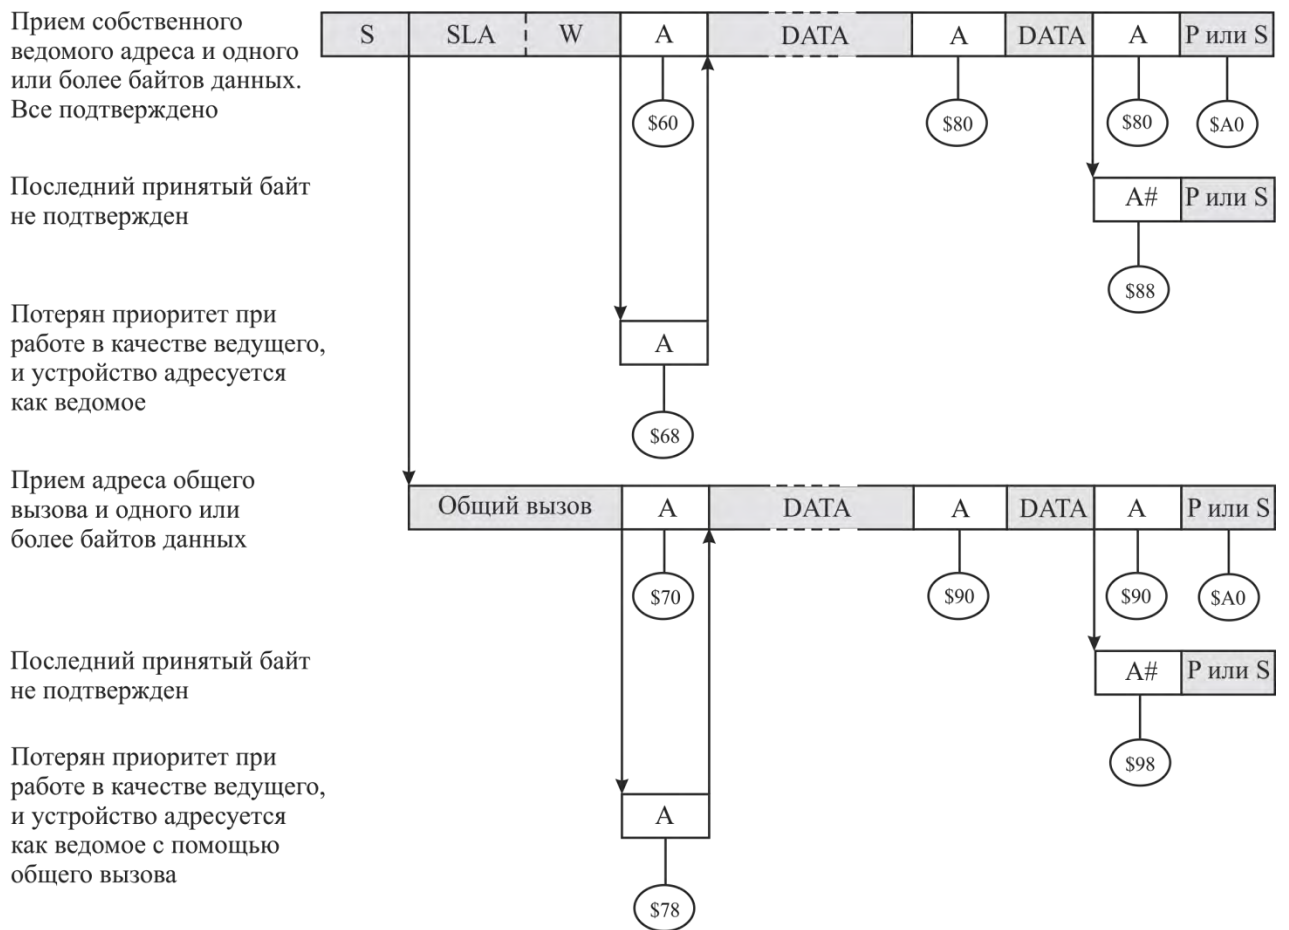 Прием собственного
ведомого адреса и одного
или более байтов данных.
Все подтверждено
S SLA W A DATA A DATA A P или S
$60 $80 $80 $A0
Последний принятый байт
не подтвержден
A# P или S
$88
Потерян приоритет при
работе в качестве ведущего,
и устройство адресуется
как ведомое
A
$68
Прием адреса общего
вызова и одного или
более байтов данных
Общий вызов A DATA A DATA A P или S
$70 $90 $90 $A0
Последний принятый байт
не подтвержден
A# P или S
$98
Потерян приоритет при
работе в качестве ведущего,
и устройство адресуется
как ведомое с помощью
общего вызова
A
$78